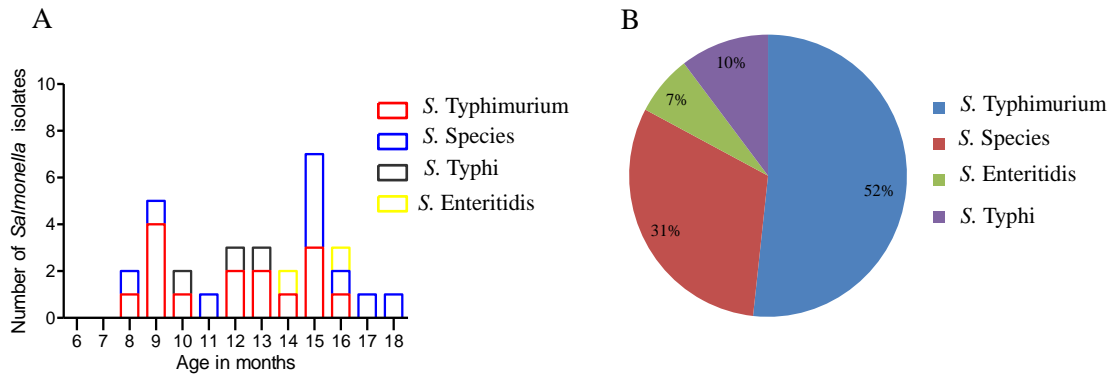 A
Number of Salmonella isolates
10
8
6
4
2
0
6 7 8 9 10 11 12 13 14 15 16 17 18
Age in months
S. Typhimurium
S. Species
S. Typhi
S. Enteritidis
B
10%
7%
52%
31%
S. Typhimurium
S. Species
S. Enteritidis
S. Typhi